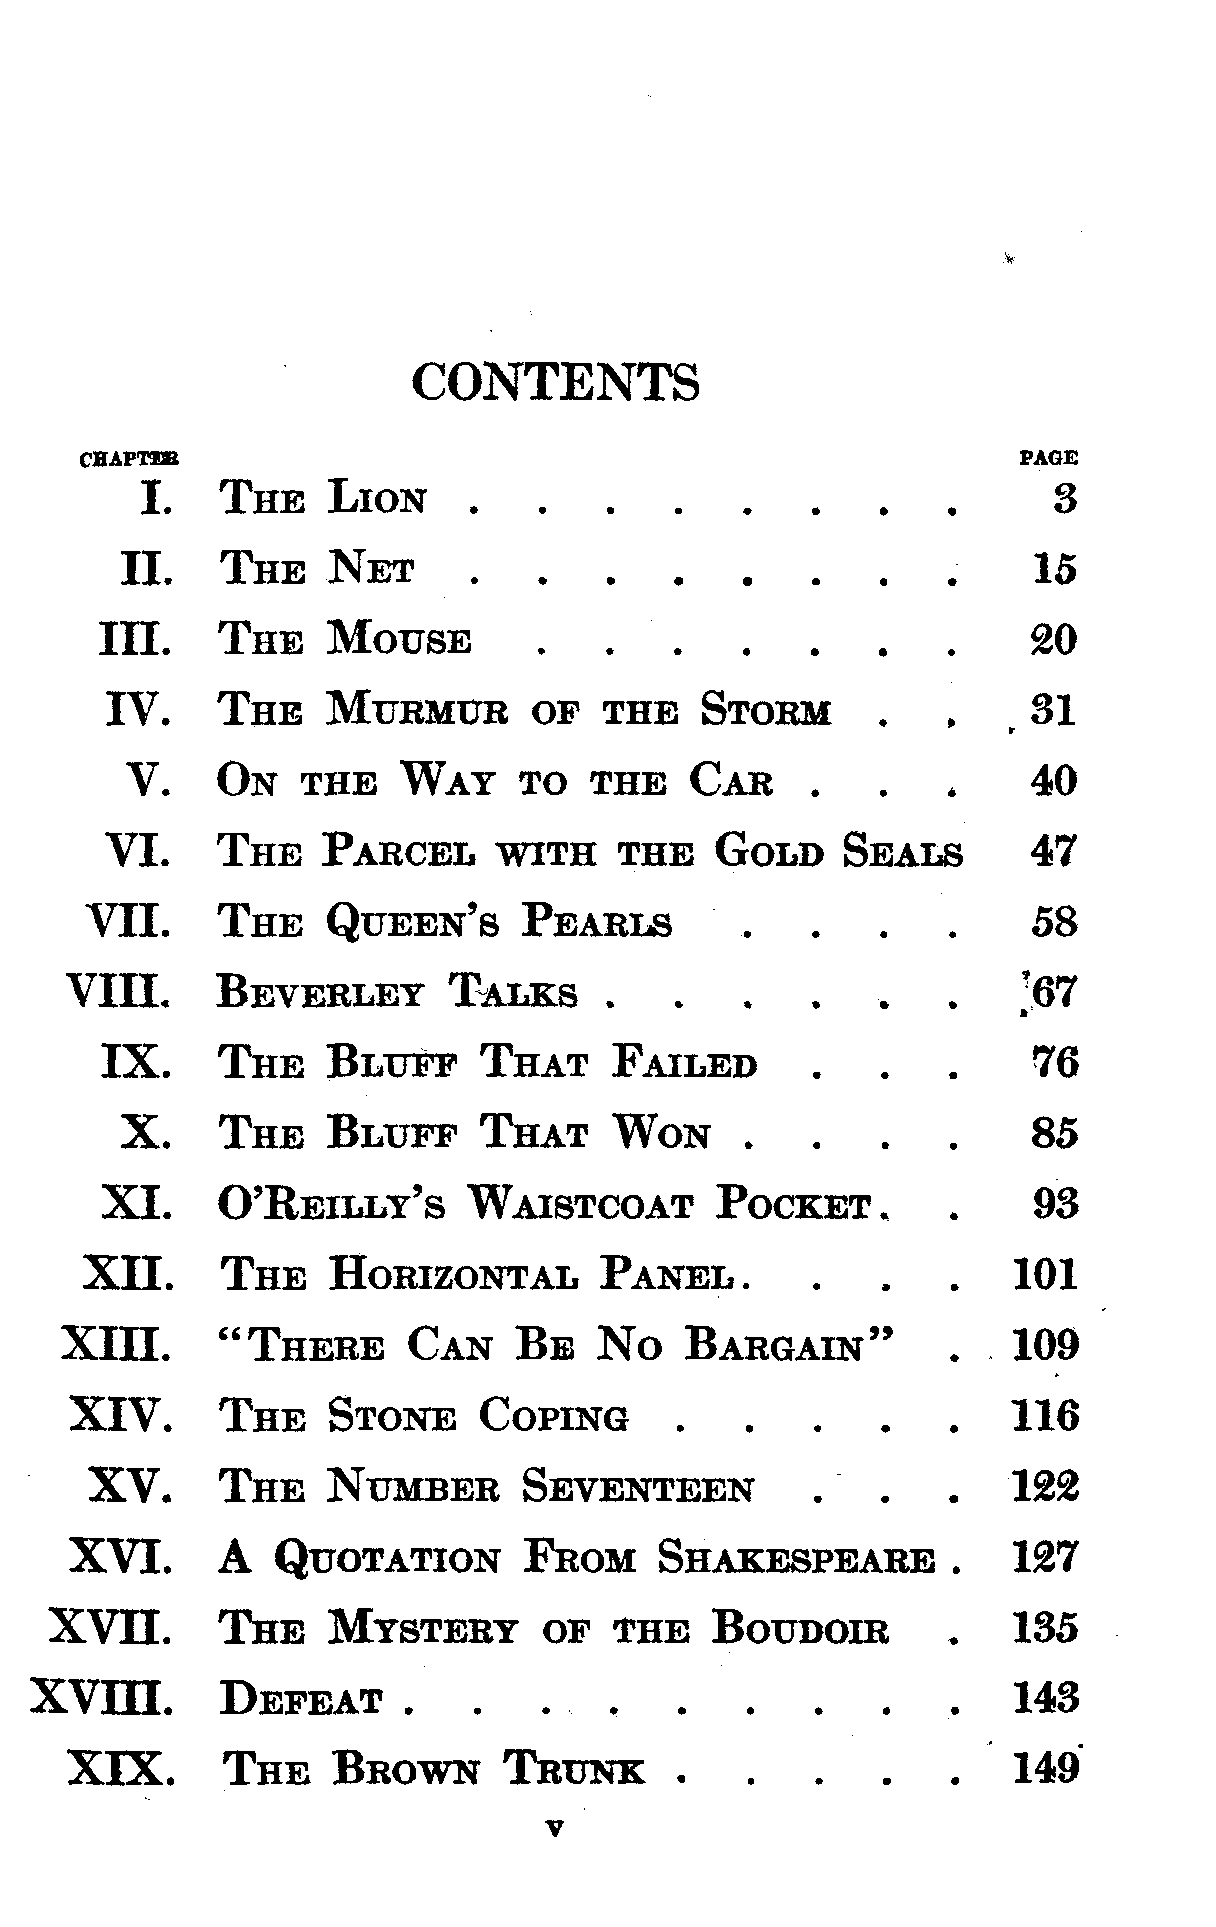 CONTENTS
CHAPTER PAGE
I. THE LION . . . . . . . . 3
II. THE NET . . . . . . . . 15
III. THE MOUSE . . . . . . . 20
IV. THE MURMUR OF THE STORM . . 31
V. ON THE WAY TO THE CAR . . . 40
VI. THE PARCEL WITH THE GOLD SEALS 47
VII. THE QUEEN'S PEARLS . . . . 58
VIII. BEVERLEY TALKS . . . . . . 67
IX. THE BLUFF THAT FAILED . . . 76
X. THE BLUFF THAT WON . . . . 85
XI. O'REILLY'S WAISTCOAT POCKET . . 93
XII. THE HORIZONTAL PANEL . . . . 101
XIII. "THERE CAN BE NO BARGAIN" . 109
XIV. THE STONE COPING . . . . . 116
XV. THE NUMBER SEVENTEEN . . . 122
XVI. A QUOTATION FROM SHAKESPEARE . 127
XVII. THE MYSTERY OF THE BOUDOIR . 135
XVIII. DEFEAT . . . . . . . . . 143
XIX. THE BROWN TRUNK . . . . . 149
v